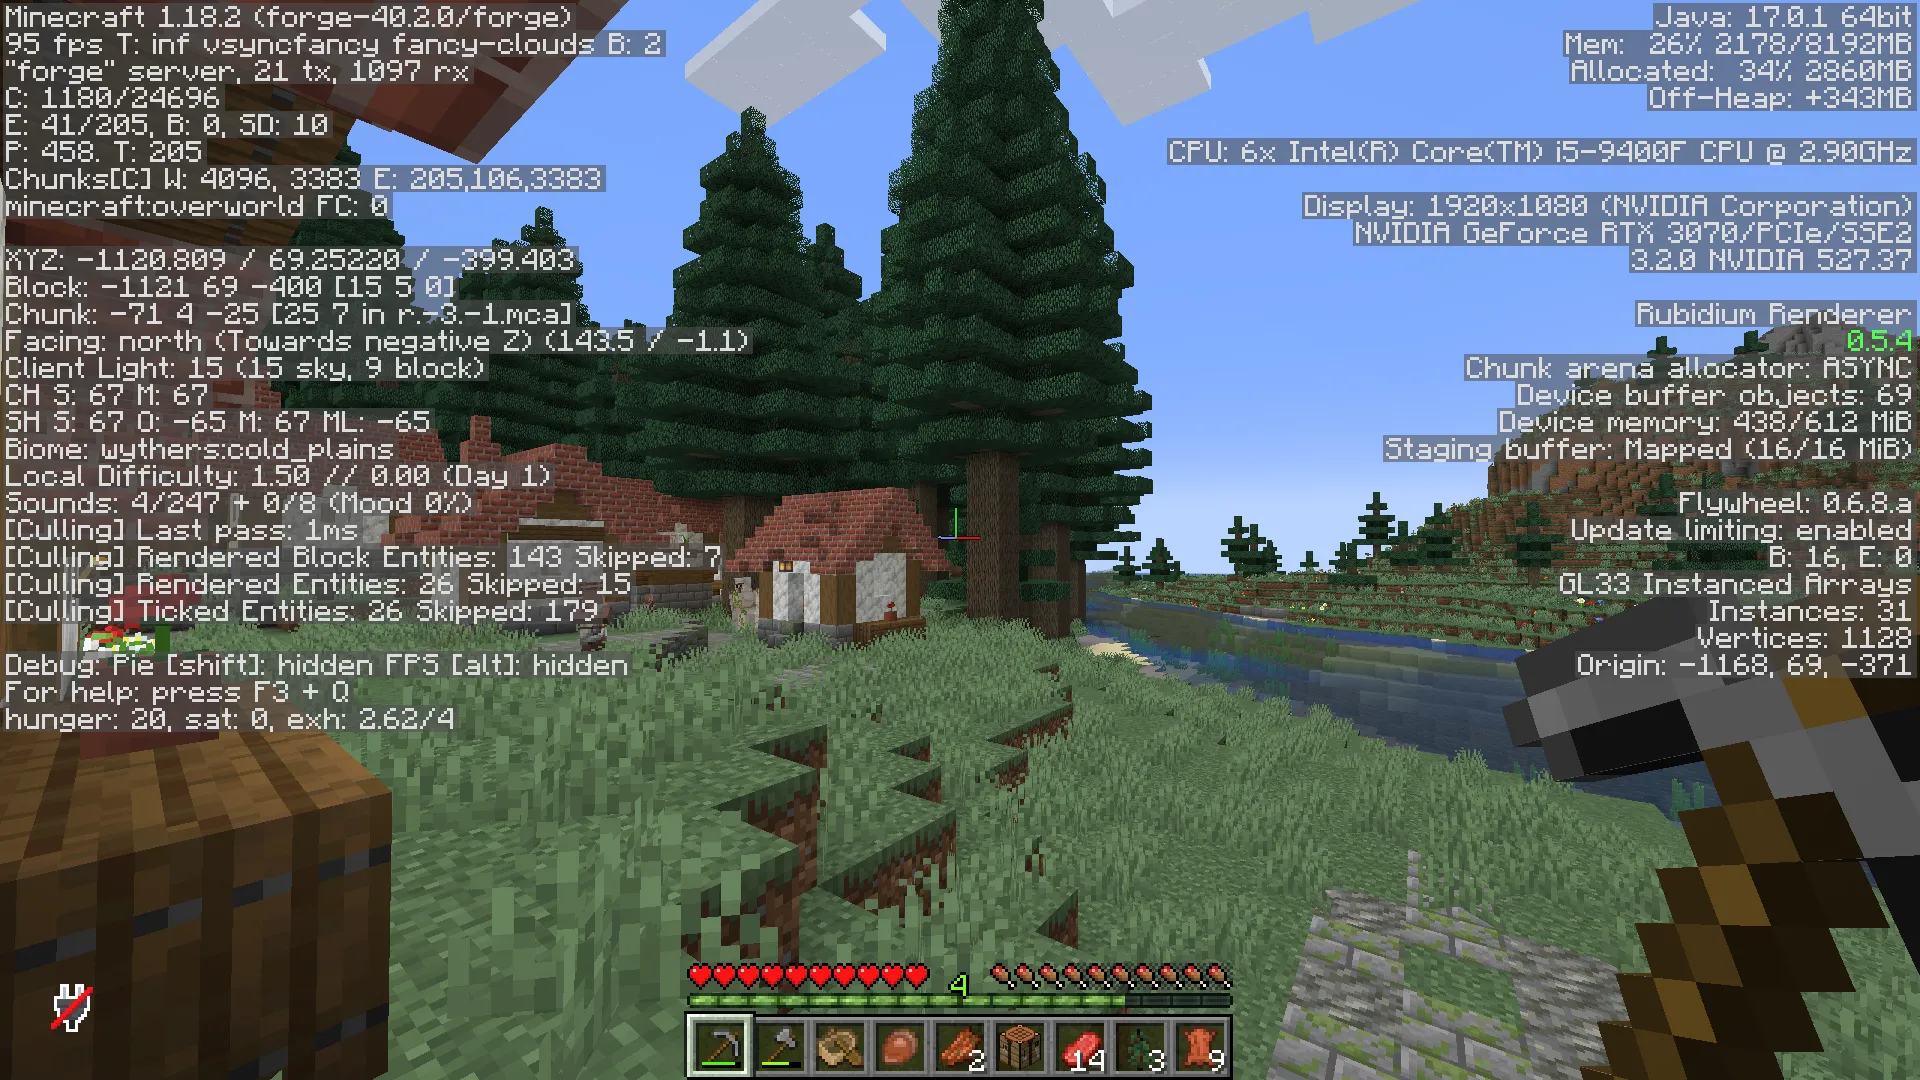 Minecraft 1.18.2 (forge-40.2.0/forge)
95 fps T: inf vsyncfancy fancy-clouds B: 2
"forge" server, 21 tx, 1097 rx
C: 1180/24696
E: 41/205, B: 0, SD: 10
P: 458. T: 205
Chunks[C] W: 4096, 3383 E: 205,106,3383
minecraft:overworld FC: 0
XYZ: -1120.809 / 69.25220 / -399.403
Block: -1121 69 -400 [15 5 0]
Chunk: -71 4 -25 [25 7 in r.-3.-1.mca]
Facing: north (Towards negative Z) (143.5 / -1.1)
Client Light: 15 (15 sky, 9 block)
CH S: 67 M: 67
SH S: 67 O: -65 M: 67 ML: -65
Biome: wythers:cold_plains
Local Difficulty: 1.50 // 0.00 (Day 1)
Sounds: 4/247 + 0/8 (Mood 0%)
[Culling] Last pass: 1ms
[Culling] Rendered Block Entities: 143 Skipped: 7
[Culling] Rendered Entities: 26 Skipped: 15
[Culling] Ticked Entities: 26 Skipped: 179
Debug: Pie [shift]: hidden FPS [alt]: hidden
For help: press F3 + Q
hunger: 20, sat: 0, exh: 2.62/4
Java: 17.0.1 64bit
Mem: 26% 2178/8192MB
Allocated: 34% 2860MB
Off-Heap: +343MB
CPU: 6x Intel(R) Core(TM) i5-9400F CPU @ 2.90GHz
Display: 1920x1080 (NVIDIA Corporation)
NVIDIA GeForce RTX 3070/PCIe/SSE2
3.2.0 NVIDIA 527.37
Rubidium Renderer
0.5.4
Chunk arena allocator: ASYNC
Device buffer objects: 69
Device memory: 438/612 MiB
Staging buffer: Mapped (16/16 MiB)
Flywheel: 0.6.8.a
Update limiting: enabled
B: 16, E: 0
GL33 Instanced Arrays
Instances: 31
Vertices: 1128
Origin: -1168, 69, -371
4
2 14 3 9